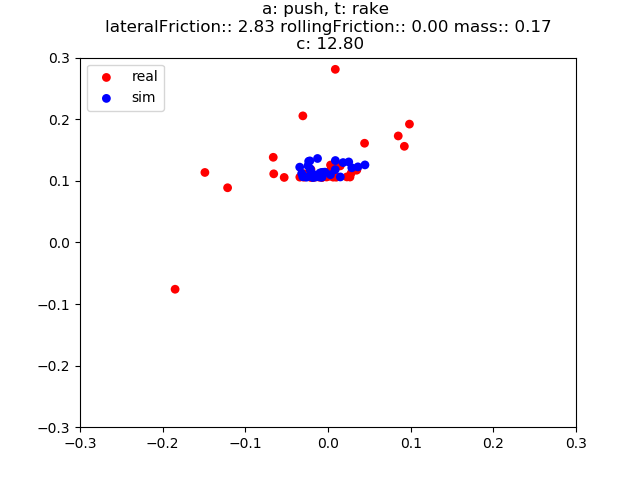 a: push, t: rake
lateralFriction:: 2.83 rollingFriction:: 0.00 mass:: 0.17
c: 12.80
real
sim
0.3
0.2
0.1
0.0
−0.1
−0.2
−0.3
−0.3 −0.2 −0.1 0.0 0.1 0.2 0.3